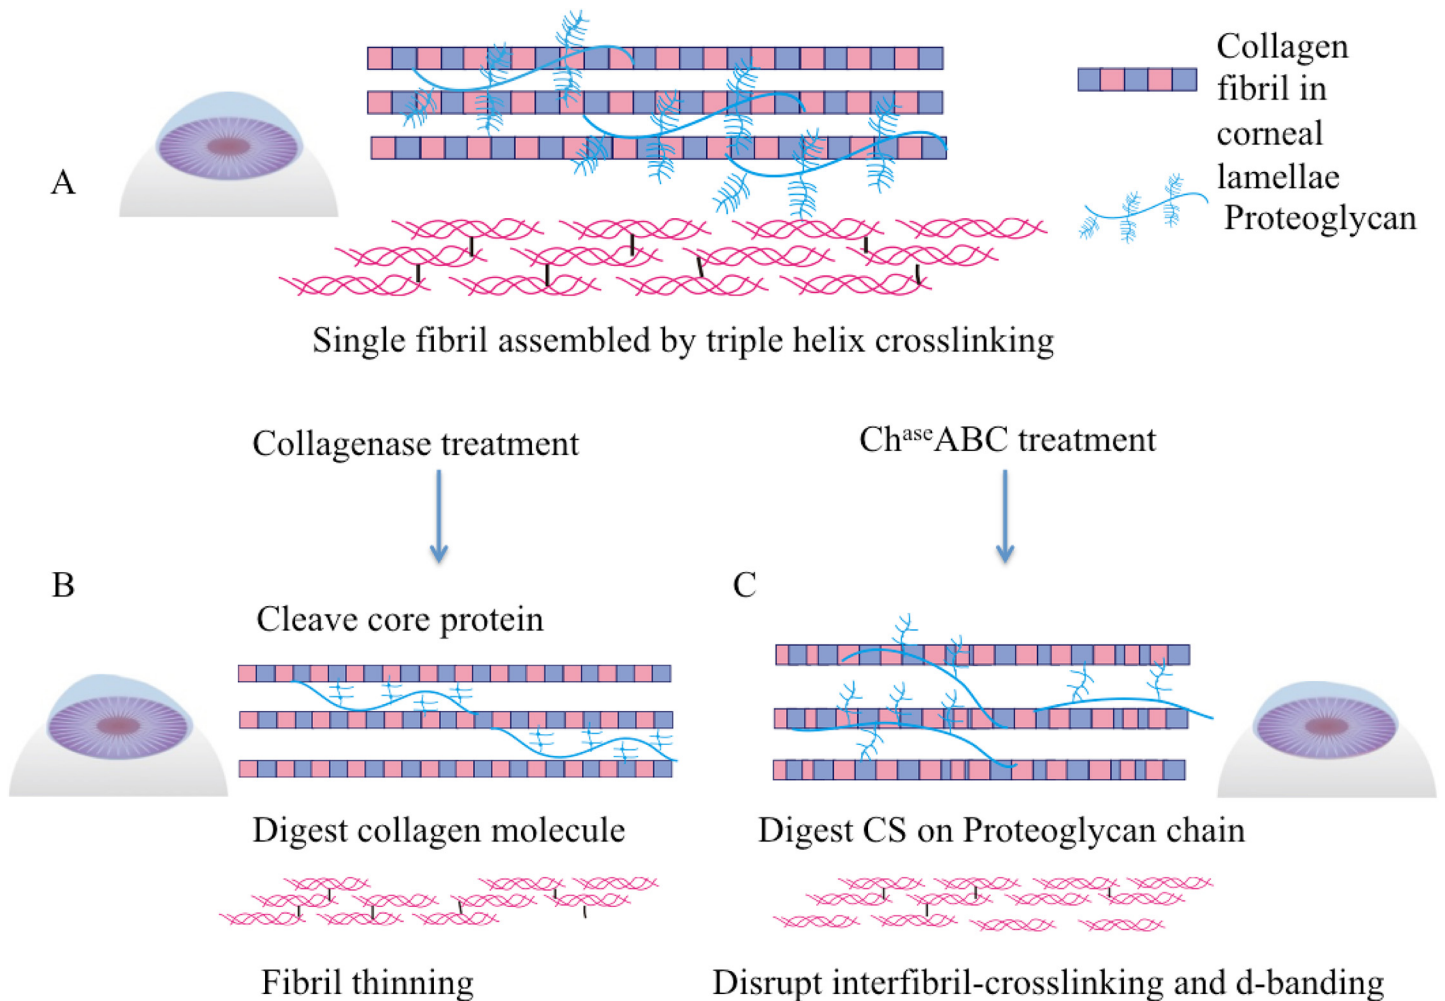 Collagen
fibril in
corneal
lamellae
Proteoglycan
A
Single fibril assembled by triple helix crosslinking
Collagenase treatment
ChaseABC treatment
B
C
Cleave core protein
Digest collagen molecule
Digest CS on Proteoglycan chain
Fibril thinning
Disrupt interfibril-crosslinking and d-banding